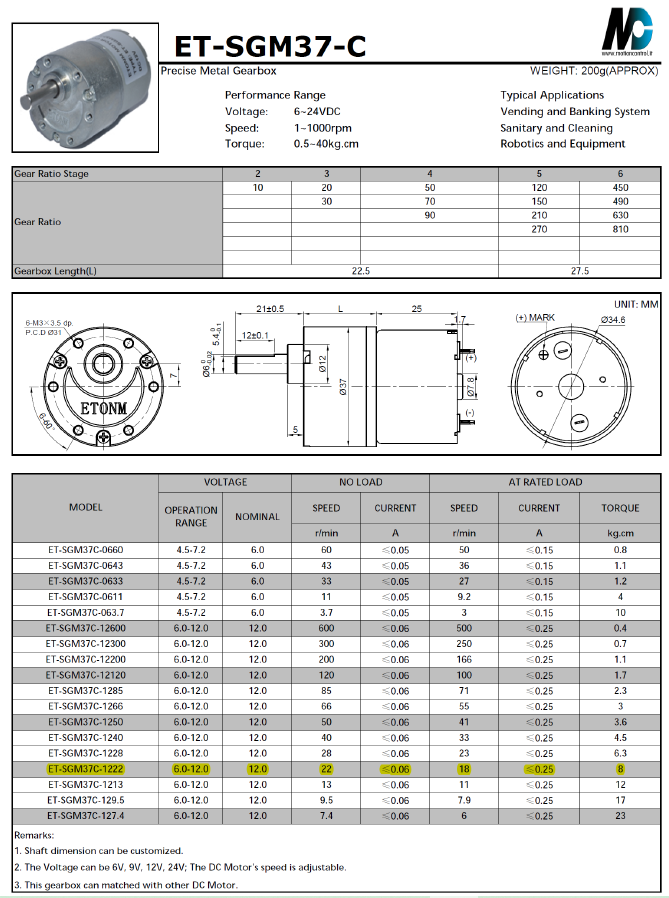 ET-SGM37-C
www.motioncontrol.it
Precise Metal Gearbox WEIGHT: 200g(APPROX)
Performance Range Typical Applications
Voltage: 6~24VDC Vending and Banking System
Speed: 1~1000rpm Sanitary and Cleaning
Torque: 0.5~40kg.cm Robotics and Equipment
Gear Ratio Stage 2 3 4 5 6
Gear Ratio
10 20 50 120 450
30 70 150 490
90 210 630
270 810
Gearbox Length(L) 22.5 27.5
UNIT: MM
6-M3×3.5 dp.
P.C.D Ø31
ETONM
6-60°
7
21±0.5 L 25
1.7
12±0.1
5.4 0 -0.1
Ø6 0 -0.02
Ø12
Ø37
5
(+)
Ø7.8
(-)
(+) MARK Ø34.6
MODEL VOLTAGE NO LOAD AT RATED LOAD
OPERATION RANGE NOMINAL SPEED CURRENT SPEED CURRENT TORQUE
r/min A r/min A kg.cm
ET-SGM37C-0660 4.5-7.2 6.0 60 ≤0.05 50 ≤0.15 0.8
ET-SGM37C-0643 4.5-7.2 6.0 43 ≤0.05 36 ≤0.15 1.1
ET-SGM37C-0633 4.5-7.2 6.0 33 ≤0.05 27 ≤0.15 1.2
ET-SGM37C-0611 4.5-7.2 6.0 11 ≤0.05 9.2 ≤0.15 4
ET-SGM37C-063.7 4.5-7.2 6.0 3.7 ≤0.05 3 ≤0.15 10
ET-SGM37C-12600 6.0-12.0 12.0 600 ≤0.06 500 ≤0.25 0.4
ET-SGM37C-12300 6.0-12.0 12.0 300 ≤0.06 250 ≤0.25 0.7
ET-SGM37C-12200 6.0-12.0 12.0 200 ≤0.06 166 ≤0.25 1.1
ET-SGM37C-12120 6.0-12.0 12.0 120 ≤0.06 100 ≤0.25 1.7
ET-SGM37C-1285 6.0-12.0 12.0 85 ≤0.06 71 ≤0.25 2.3
ET-SGM37C-1266 6.0-12.0 12.0 66 ≤0.06 55 ≤0.25 3
ET-SGM37C-1250 6.0-12.0 12.0 50 ≤0.06 41 ≤0.25 3.6
ET-SGM37C-1240 6.0-12.0 12.0 40 ≤0.06 33 ≤0.25 4.5
ET-SGM37C-1228 6.0-12.0 12.0 28 ≤0.06 23 ≤0.25 6.3
ET-SGM37C-1222 6.0-12.0 12.0 22 ≤0.06 18 ≤0.25 8
ET-SGM37C-1213 6.0-12.0 12.0 13 ≤0.06 11 ≤0.25 12
ET-SGM37C-129.5 6.0-12.0 12.0 9.5 ≤0.06 7.9 ≤0.25 17
ET-SGM37C-127.4 6.0-12.0 12.0 7.4 ≤0.06 6 ≤0.25 23
Remarks:
1. Shaft dimension can be customized.
2. The Voltage can be 6V, 9V, 12V, 24V; The DC Motor's speed is adjustable.
3. This gearbox can matched with other DC Motor.